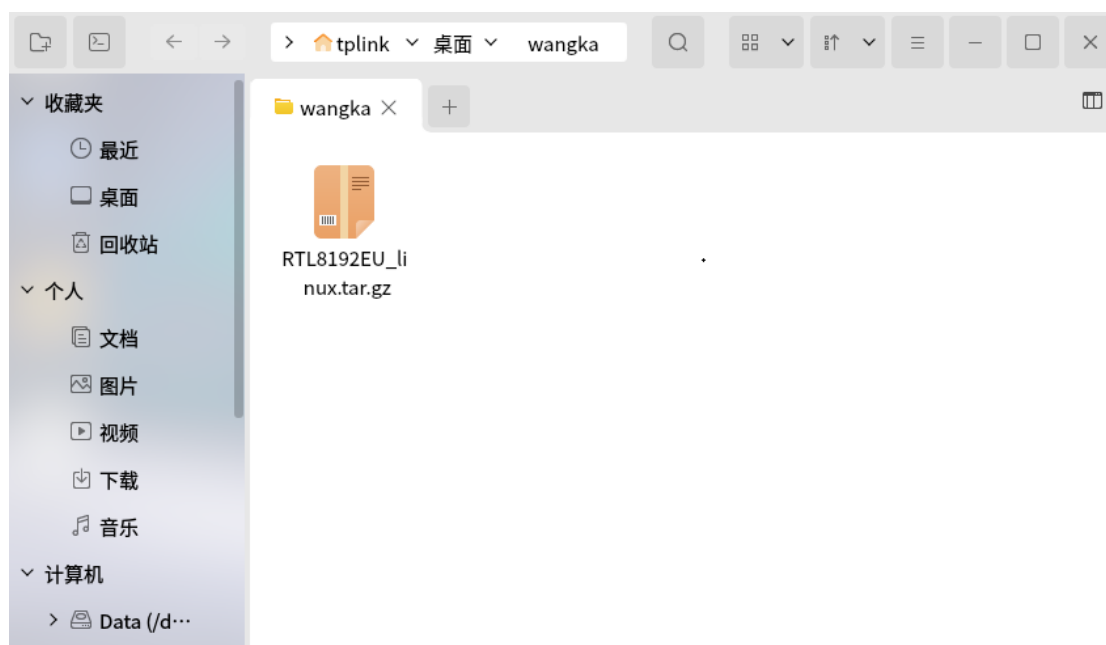 tplink 桌面 wangka
收藏夹
最近
桌面
回收站
个人
文档
图片
视频
下载
音乐
计算机
Data (/d⋯
wangka
RTL8192EU_li
nux.tar.gz